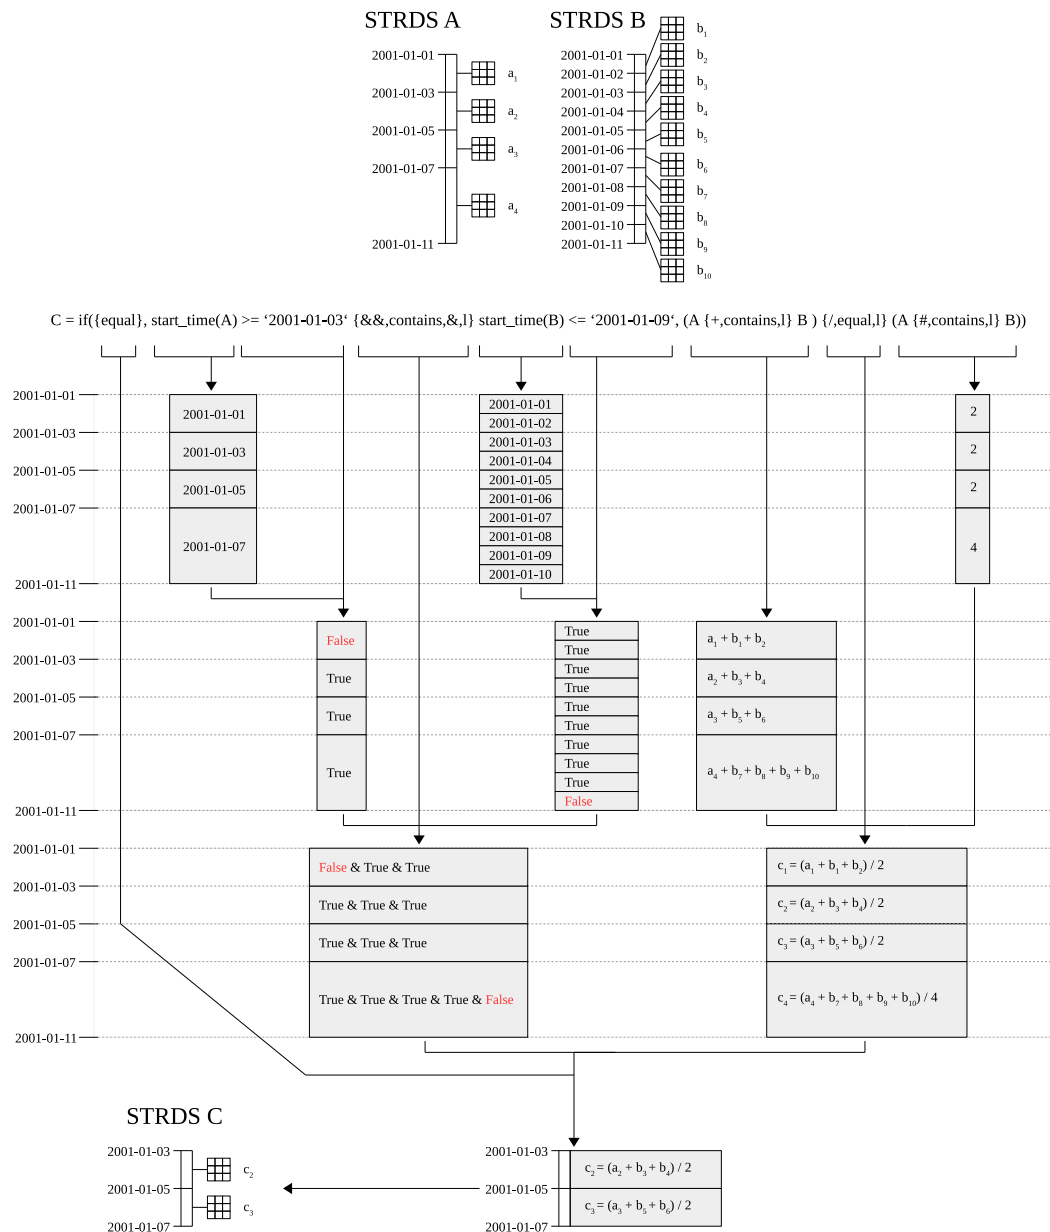 STRDS A
STRDS B
2001-01-01
2001-01-03
2001-01-05
2001-01-07
2001-01-11
a1
a2
a3
a4
2001-01-01
2001-01-02
2001-01-03
2001-01-04
2001-01-05
2001-01-06
2001-01-07
2001-01-08
2001-01-09
2001-01-10
2001-01-11
b1
b2
b3
b4
b5
b6
b7
b8
b9
b10
C = if({equal}, start_time(A) >= ‘2001-01-03‘ {&&,contains,&,l} start_time(B) <= ‘2001-01-09‘, (A {+,contains,l} B ) {/,equal,l} (A {#,contains,l} B))
2001-01-01
2001-01-03
2001-01-05
2001-01-07
2001-01-11
2001-01-01
2001-01-03
2001-01-05
2001-01-07
2001-01-01
2001-01-02
2001-01-03
2001-01-04
2001-01-05
2001-01-06
2001-01-07
2001-01-08
2001-01-09
2001-01-10
2
2
2
4
2001-01-01
2001-01-03
2001-01-05
2001-01-07
2001-01-11
False
True
True
True
True
True
True
True
True
True
True
True
True
False
a1 + b1 + b2
a2 + b3 + b4
a3 + b5 + b6
a4 + b7 + b8 + b9 + b10
2001-01-01
2001-01-03
2001-01-05
2001-01-07
2001-01-11
False & True & True
True & True & True
True & True & True
True & True & True & True & False
c1 = (a1 + b1 + b2) / 2
c2 = (a2 + b3 + b4) / 2
c3 = (a3 + b5 + b6) / 2
c4 = (a4 + b7 + b8 + b9 + b10) / 4
STRDS C
2001-01-03
2001-01-05
2001-01-07
c2
c3
2001-01-03
2001-01-05
2001-01-07
c2 = (a2 + b3 + b4) / 2
c3 = (a3 + b5 + b6) / 2